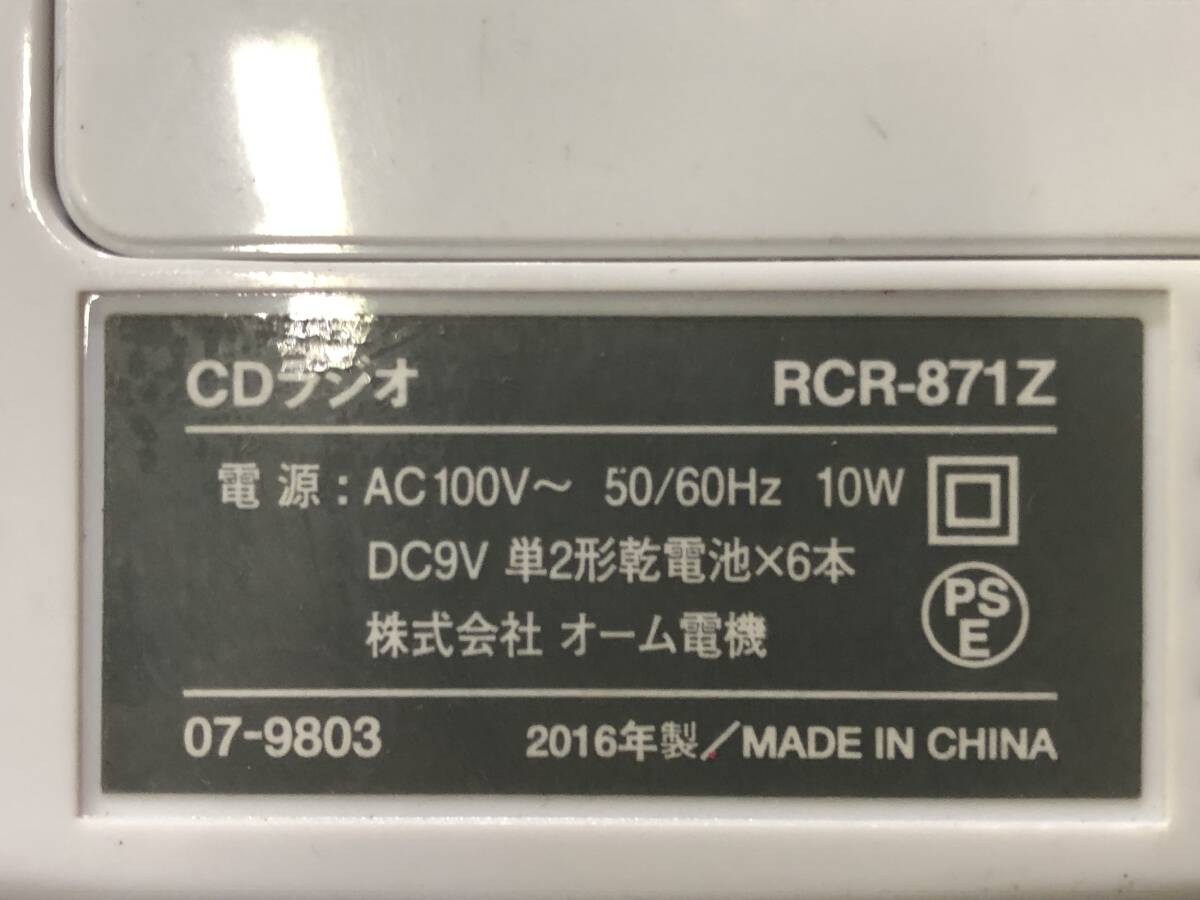 CDラジオ RCR-871Z
電源：AC100V～ 50/60Hz 10W
DC9V 単2形乾電池×6本
PSE
株式会社 オーム電機
07-9803 2016年製／MADE IN CHINA